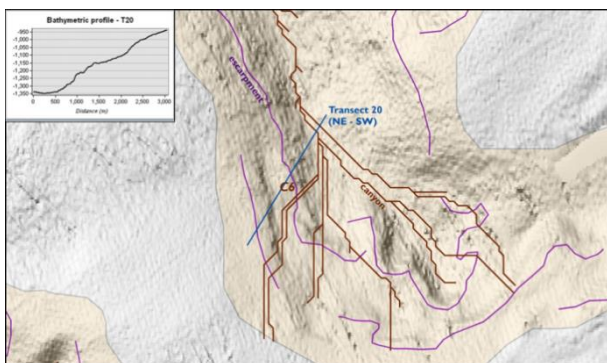 Bathymetric profile - T20
-950
-1,000
-1,050
-1,100
-1,150
-1,200
-1,250
-1,300
-1,350
0 500 1,000 1,500 2,000 2,500 3,000
Distance (m)
escarpment
Transect 20
(NE - SW)
C6
canyon